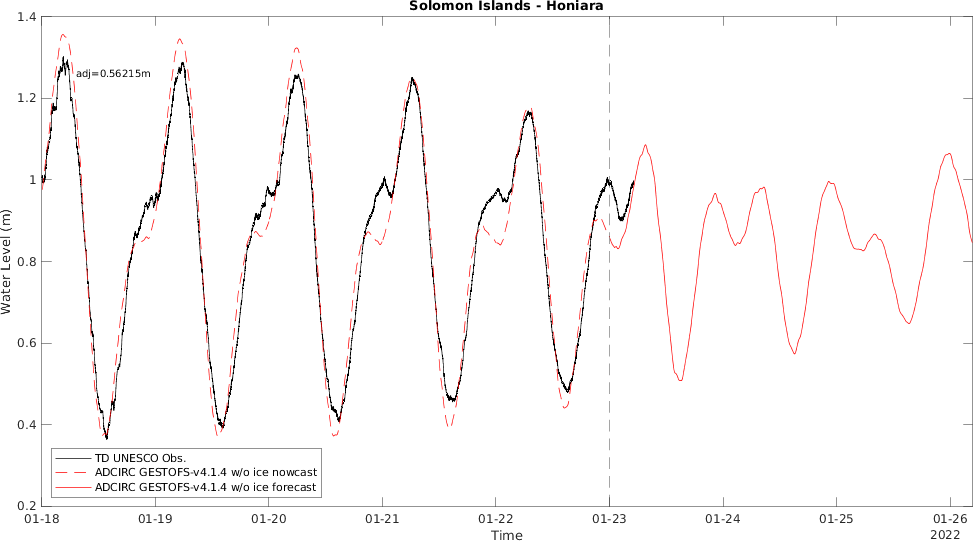 Solomon Islands - Honiara
1.4
adj=0.56215m
1.2
1
0.8
0.6
0.4
0.2
Water Level (m)
TD UNESCO Obs.
ADCIRC GESTOFS-v4.1.4 w/o ice nowcast
ADCIRC GESTOFS-v4.1.4 w/o ice forecast
01-18 01-19 01-20 01-21 01-22 01-23 01-24 01-25 01-26
Time
2022